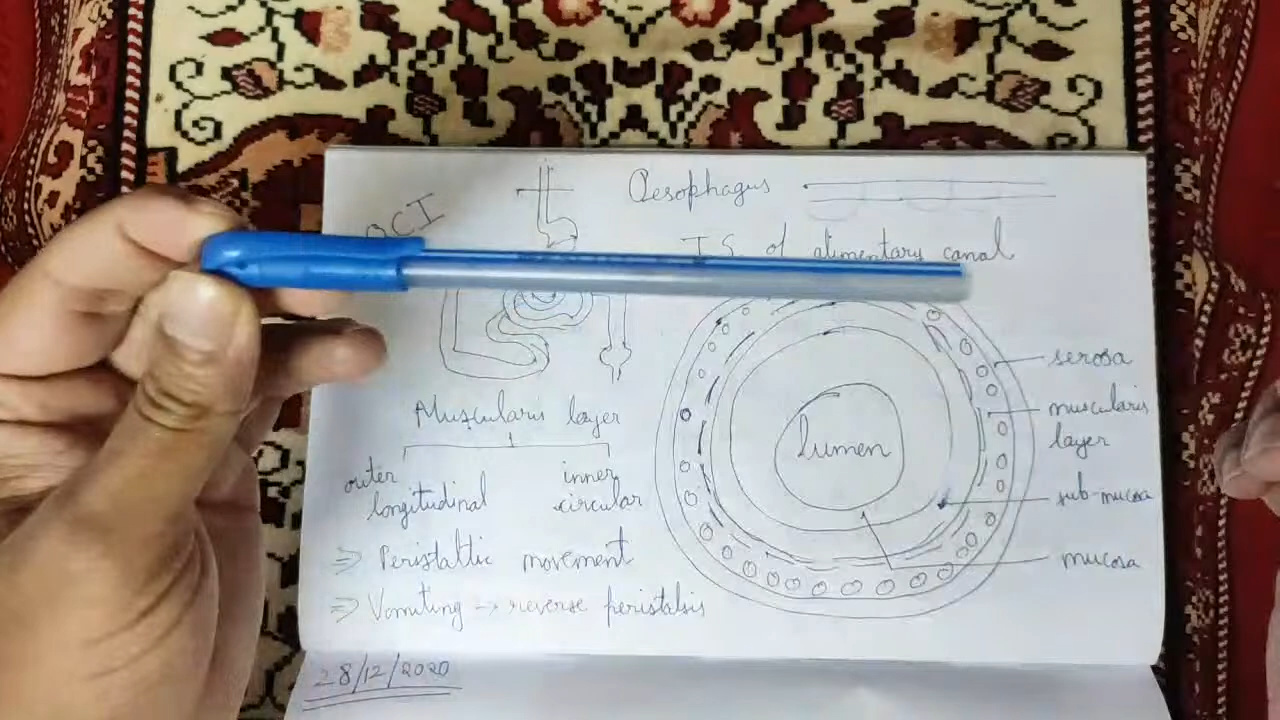 Oesophagus
T.S. of alimentary canal
serosa
muscularis
layer
lumen
sub-mucosa
mucosa
Muscularis layer
outer
longitudinal
inner
circular
⇒ Peristaltic movement
⇒ Vomiting → reverse peristalsis
28/12/2020